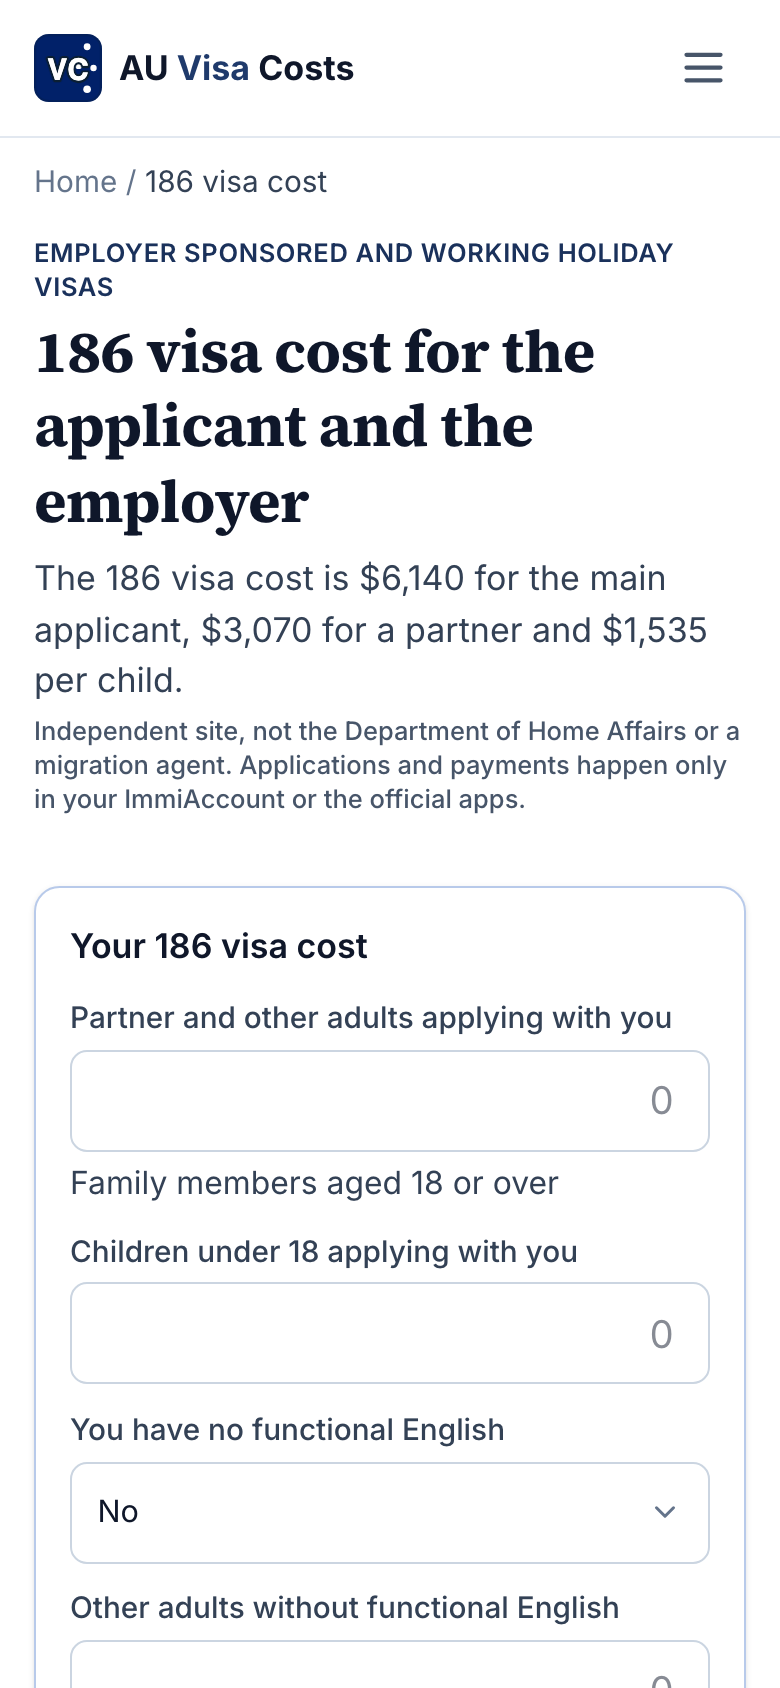 VC
AU Visa Costs
Home / 186 visa cost
EMPLOYER SPONSORED AND WORKING HOLIDAY
VISAS
186 visa cost for the
applicant and the
employer
The 186 visa cost is $6,140 for the main
applicant, $3,070 for a partner and $1,535
per child.
Independent site, not the Department of Home Affairs or a
migration agent. Applications and payments happen only
in your ImmiAccount or the official apps.
Your 186 visa cost
Partner and other adults applying with you
0
Family members aged 18 or over
Children under 18 applying with you
0
You have no functional English
No
Other adults without functional English
0